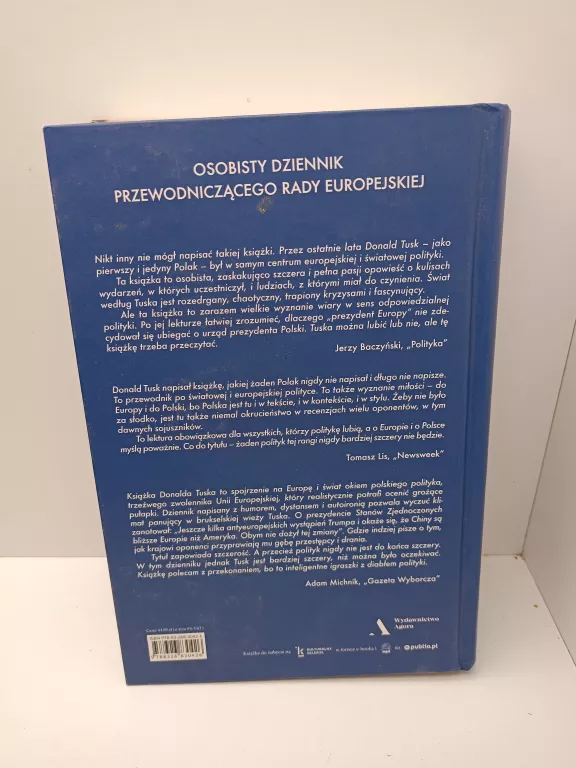 OSOBISTY DZIENNIK
PRZEWODNICZĄCEGO RADY EUROPEJSKIEJ
Nikt inny nie mógł napisać takiej książki. Przez ostatnie lata Donald Tusk – jako
pierwszy i jedyny Polak – był w samym centrum europejskiej i światowej polityki.
Ta książka to osobista, zaskakująco szczera i pełna pasji opowieść o kulisach
wydarzeń, w których uczestniczył, i ludziach, z którymi miał do czynienia. Świat
według Tuska jest rozedrgany, chaotyczny, trapiony kryzysami i fascynujący.
Ale ta książka to zarazem wielkie wyznanie wiary w sens odpowiedzialnej
polityki. Po jej lekturze łatwiej zrozumieć, dlaczego „prezydent Europy” nie zde-
cydował się ubiegać o urząd prezydenta Polski. Tuska można lubić lub nie, ale tę
książkę trzeba przeczytać.
Jerzy Baczyński, „Polityka”
Donald Tusk napisał książkę, jakiej żaden Polak nigdy nie napisał i długo nie napisze.
To przewodnik po światowej i europejskiej polityce. To także wyznanie miłości – do
Europy i do Polski, bo Polska jest tu i w tekście, i w kontekście, i w stylu. Żeby nie było
za słodko, jest tu także niemal okrucieństwo w recenzjach wielu oponentów, w tym
dawnych sojuszników.
To lektura obowiązkowa dla wszystkich, którzy politykę lubią, a o Europie i o Polsce
myślą poważnie. Co do tytułu – żaden polityk tej rangi nigdy bardziej szczery nie będzie.
Tomasz Lis, „Newsweek”
Książka Donalda Tuska to spojrzenie na Europę i świat okiem polskiego polityka,
trzeźwego zwolennika Unii Europejskiej, który realistycznie potrafi ocenić grożące
pułapki. Dziennik napisany z humorem, dystansem i autoironią pozwala wyczuć kli-
mat panujący w brukselskiej wieży Tuska. O prezydencie Stanów Zjednoczonych
zanotował: „Jeszcze kilka antyeuropejskich wystąpień Trumpa i okaże się, że Chiny są
bliższe Europie niż Ameryka. Obym nie dożył tej zmiany”. Gdzie indziej pisze o tym,
jak krajowi oponenci przyprawiają mu gębę przestępcy i drania.
Tytuł zapowiada szczerość. A przecież polityk nigdy nie jest do końca szczery.
W tym dzienniku jednak Tusk jest bardziej szczery, niż można było oczekiwać.
Książkę polecam z przekonaniem, bo to inteligentne igraszki z diabłem polityki.
Adam Michnik, „Gazeta Wyborcza”
Wydawnictwo
Agora
Książka do nabycia na
KULTURALNY
SKLEP.PL
w formie e-booka i
mp3
na
publio.pl